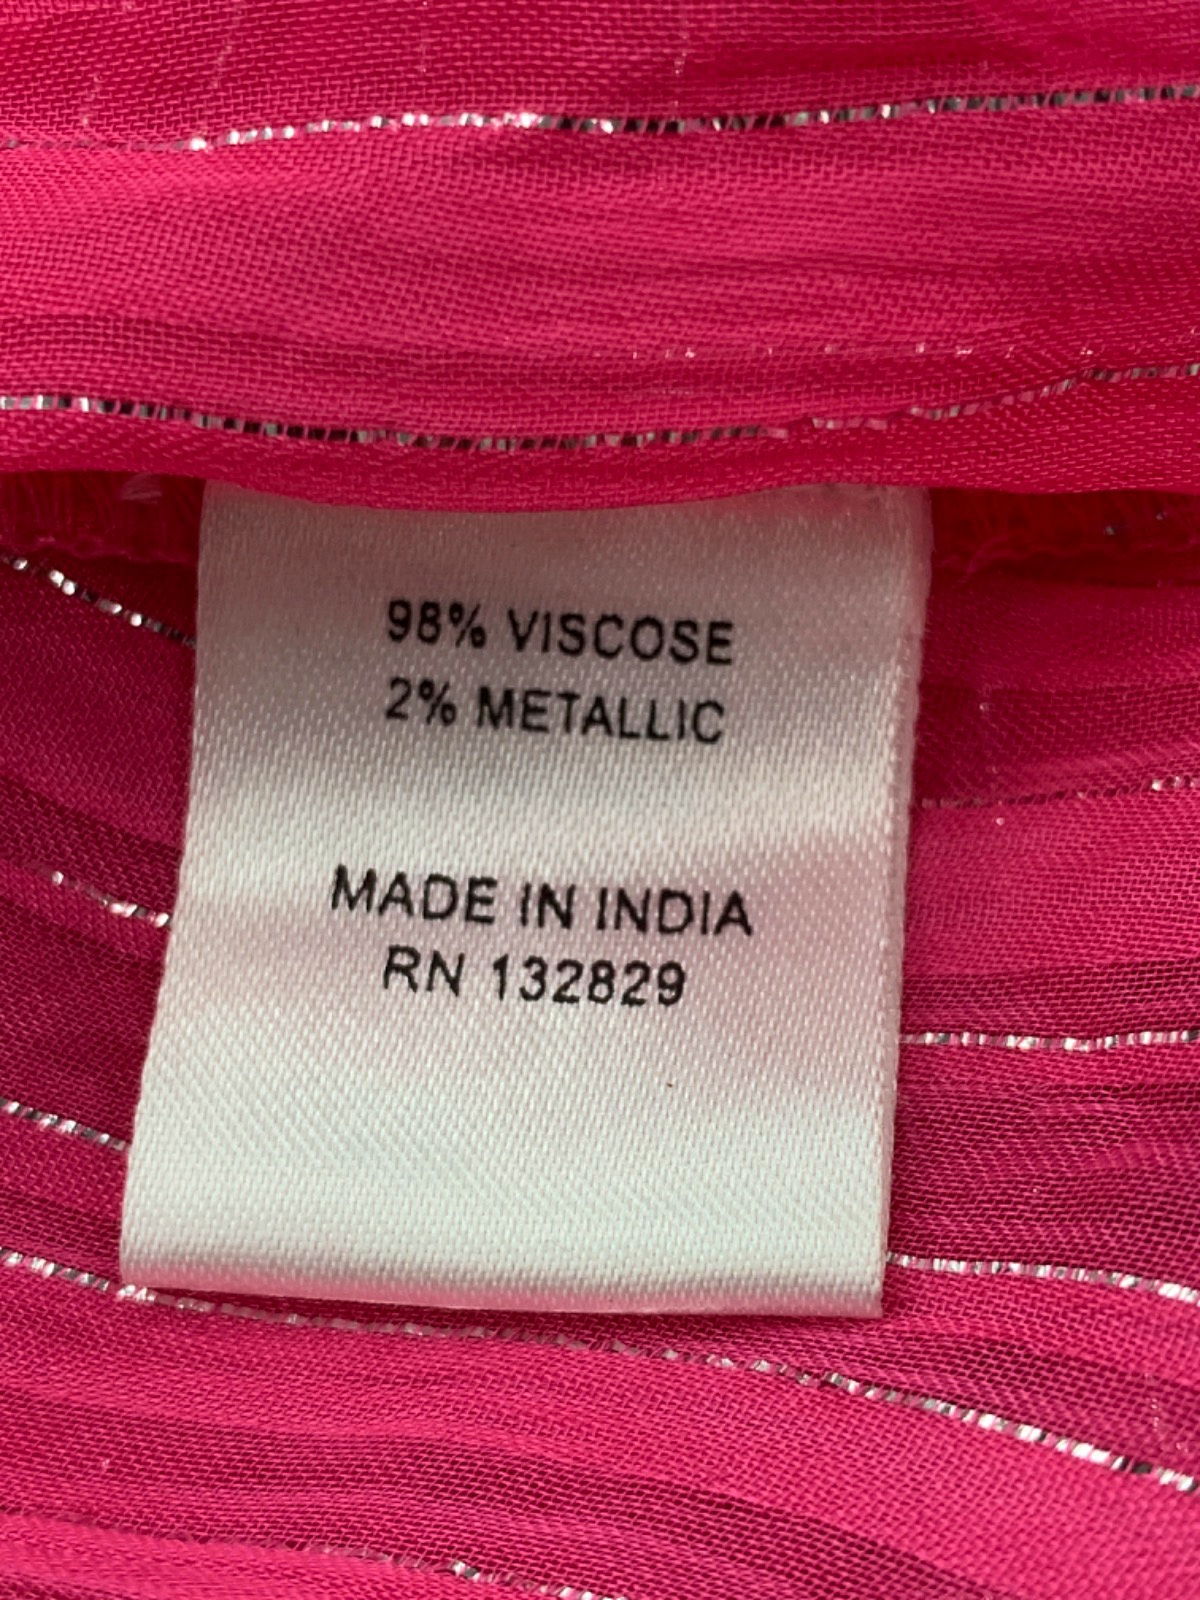 98% VISCOSE
2% METALLIC
MADE IN INDIA
RN 132829